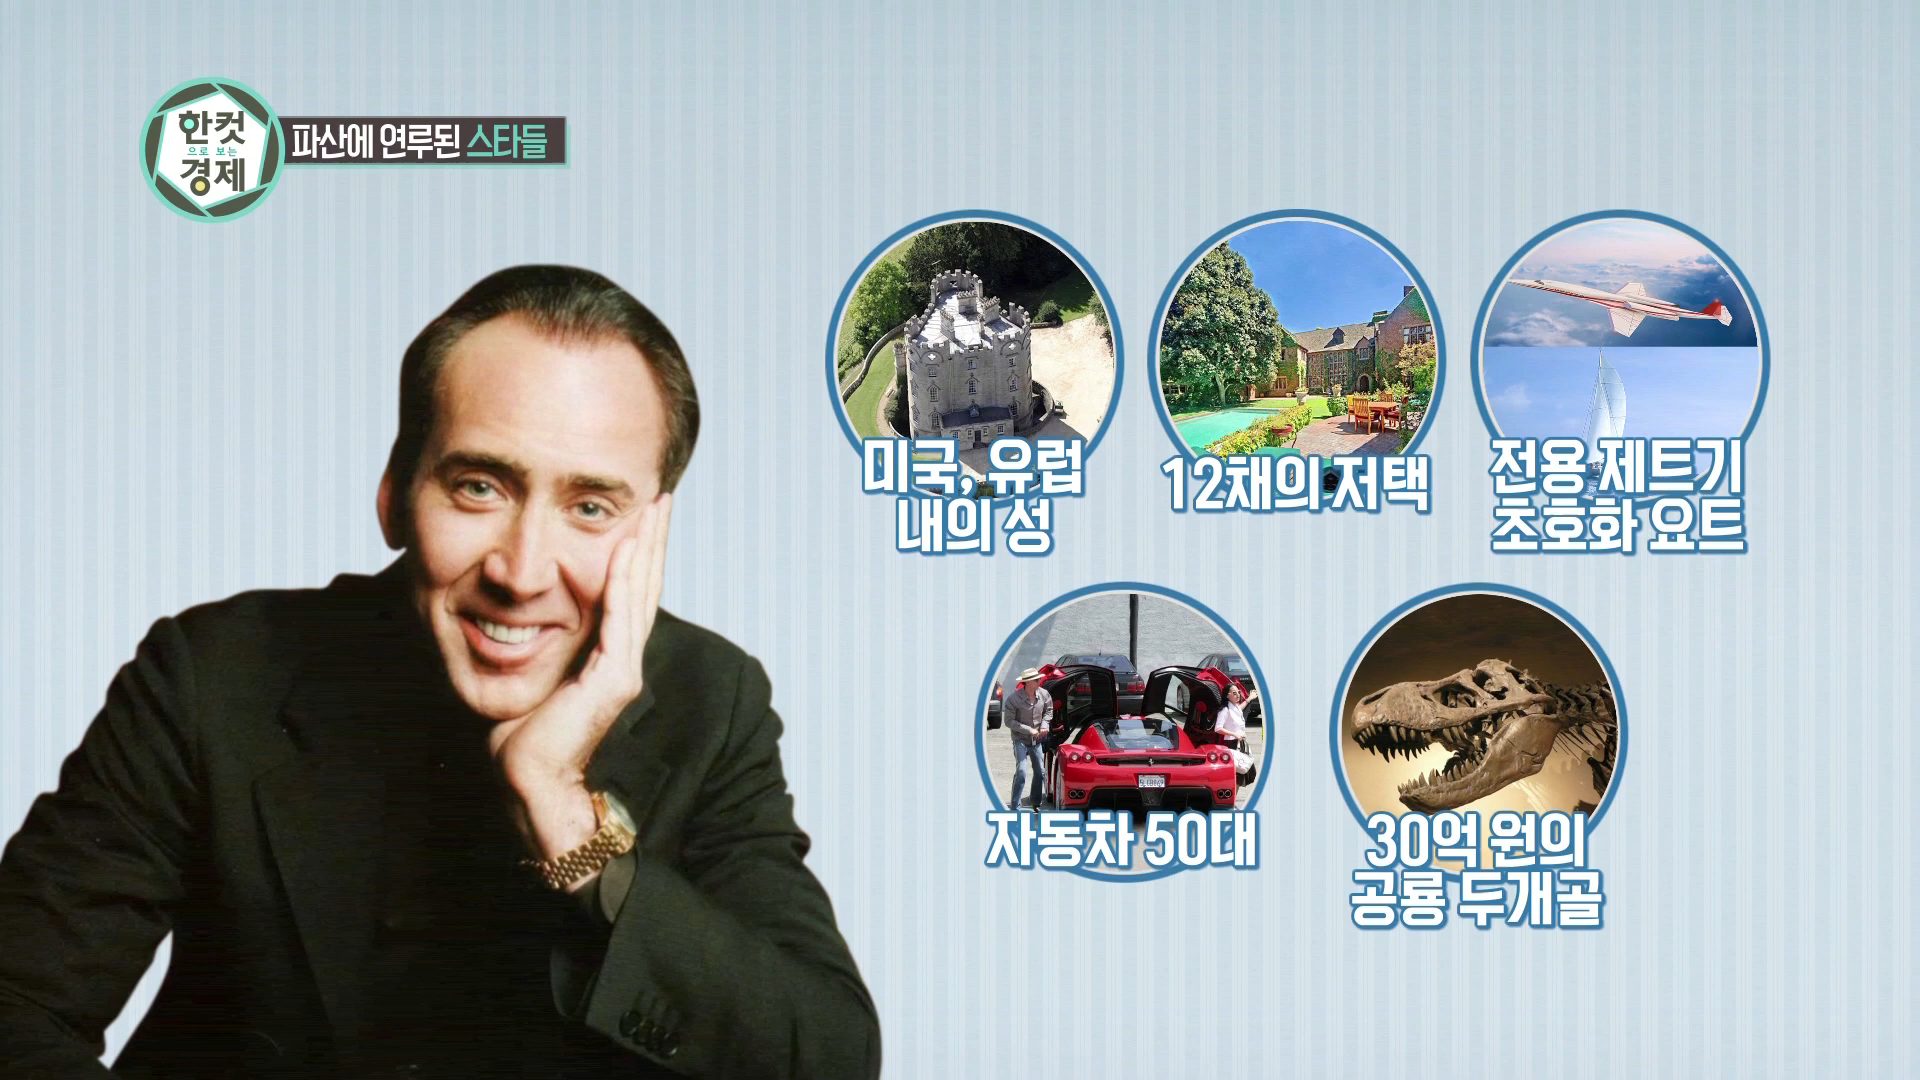 한컷
으로 보는
경제
파산에 연루된 스타들
미국, 유럽
내의 성
12채의 저택
전용 제트기
초호화 요트
자동차 50대
30억 원의
공룡 두개골